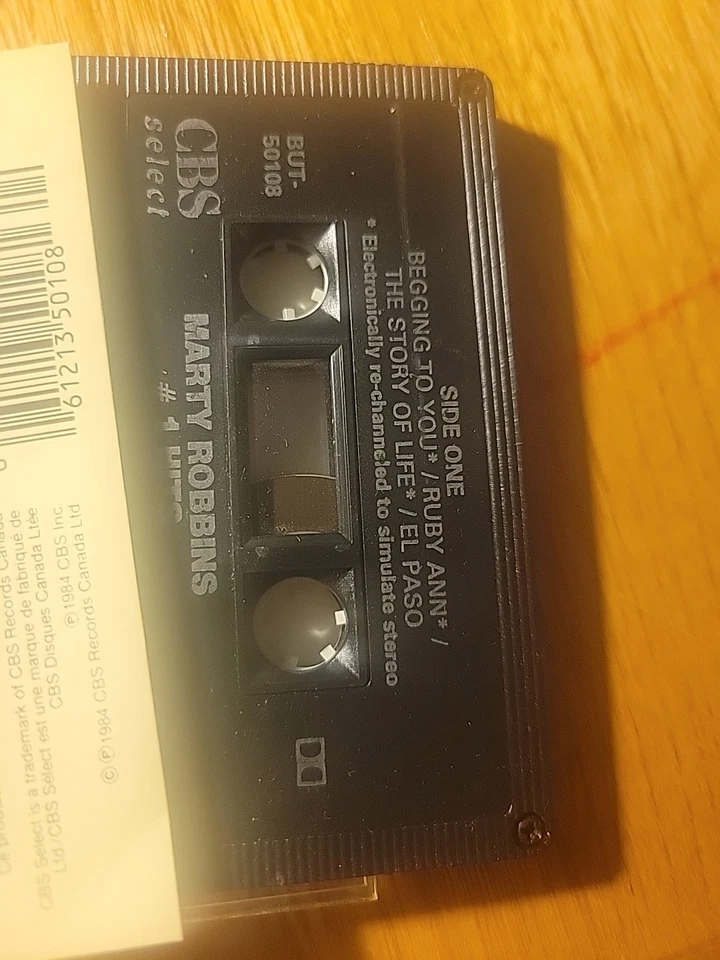 CBS
select
BUT-
50108
MARTY ROBBINS
# 1 HITS
* Electronically re-channeled to simulate stereo
SIDE ONE
BEGGING TO YOU* / RUBY ANN* /
THE STORY OF LIFE* / EL PASO
61213 50108
CBS Select is a trademark of CBS Records Canada
Ltd / CBS Sélect est une marque de fabrique de
CBS Disques Canada Ltée
℗ 1984 CBS Inc.
© ℗ 1984 CBS Records Canada Ltd